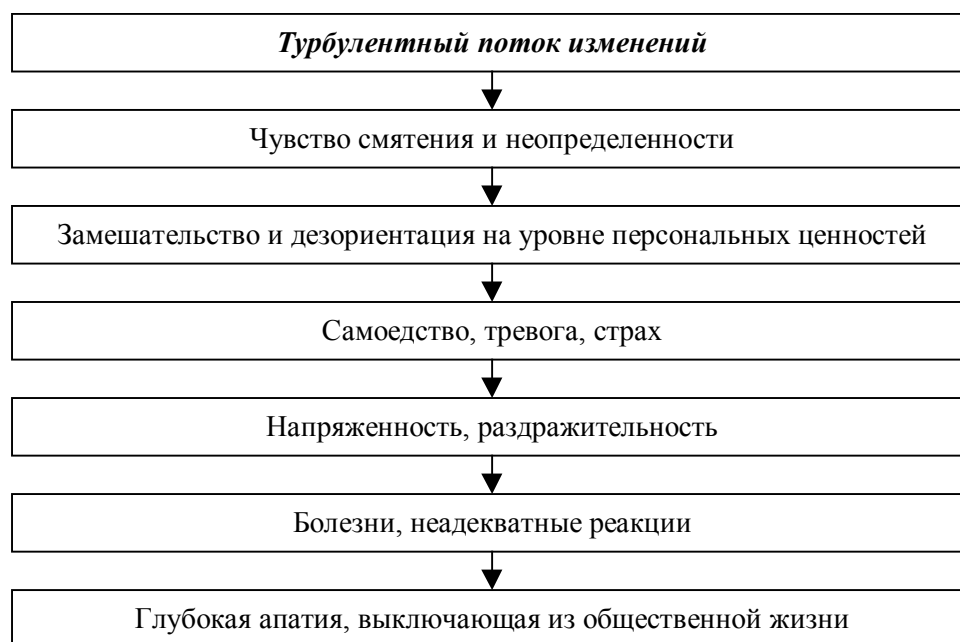 Турбулентный поток изменений
Чувство смятения и неопределенности
Замешательство и дезориентация на уровне персональных ценностей
Самоедство, тревога, страх
Напряженность, раздражительность
Болезни, неадекватные реакции
Глубокая апатия, выключающая из общественной жизни